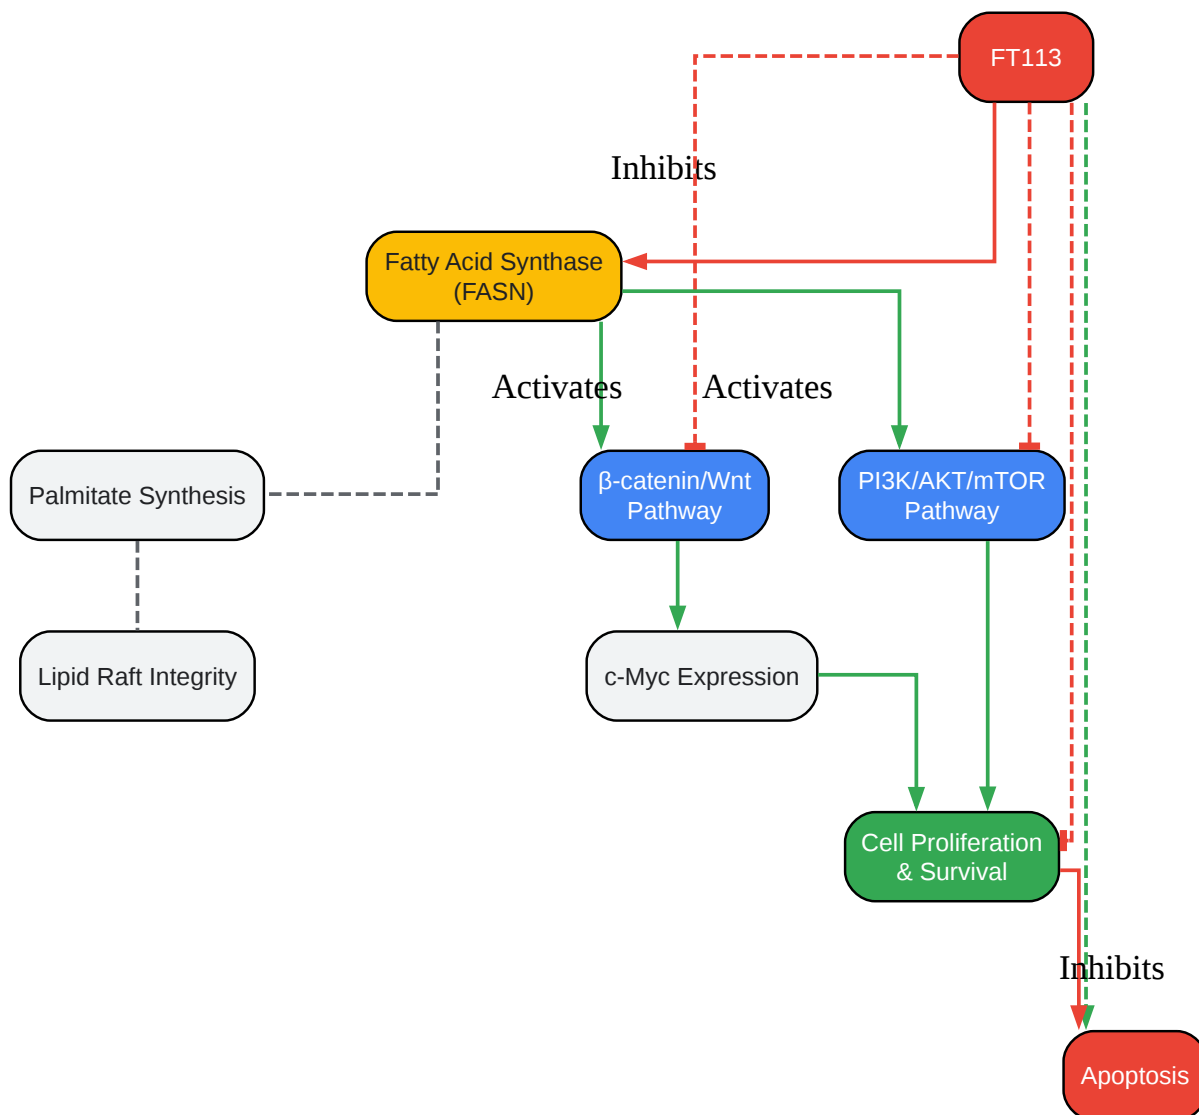 FT113
Inhibits
Fatty Acid Synthase
(FASN)
Activates
Activates
Palmitate Synthesis
β-catenin/Wnt
Pathway
PI3K/AKT/mTOR
Pathway
Lipid Raft Integrity
c-Myc Expression
Cell Proliferation
& Survival
Inhibits
Apoptosis